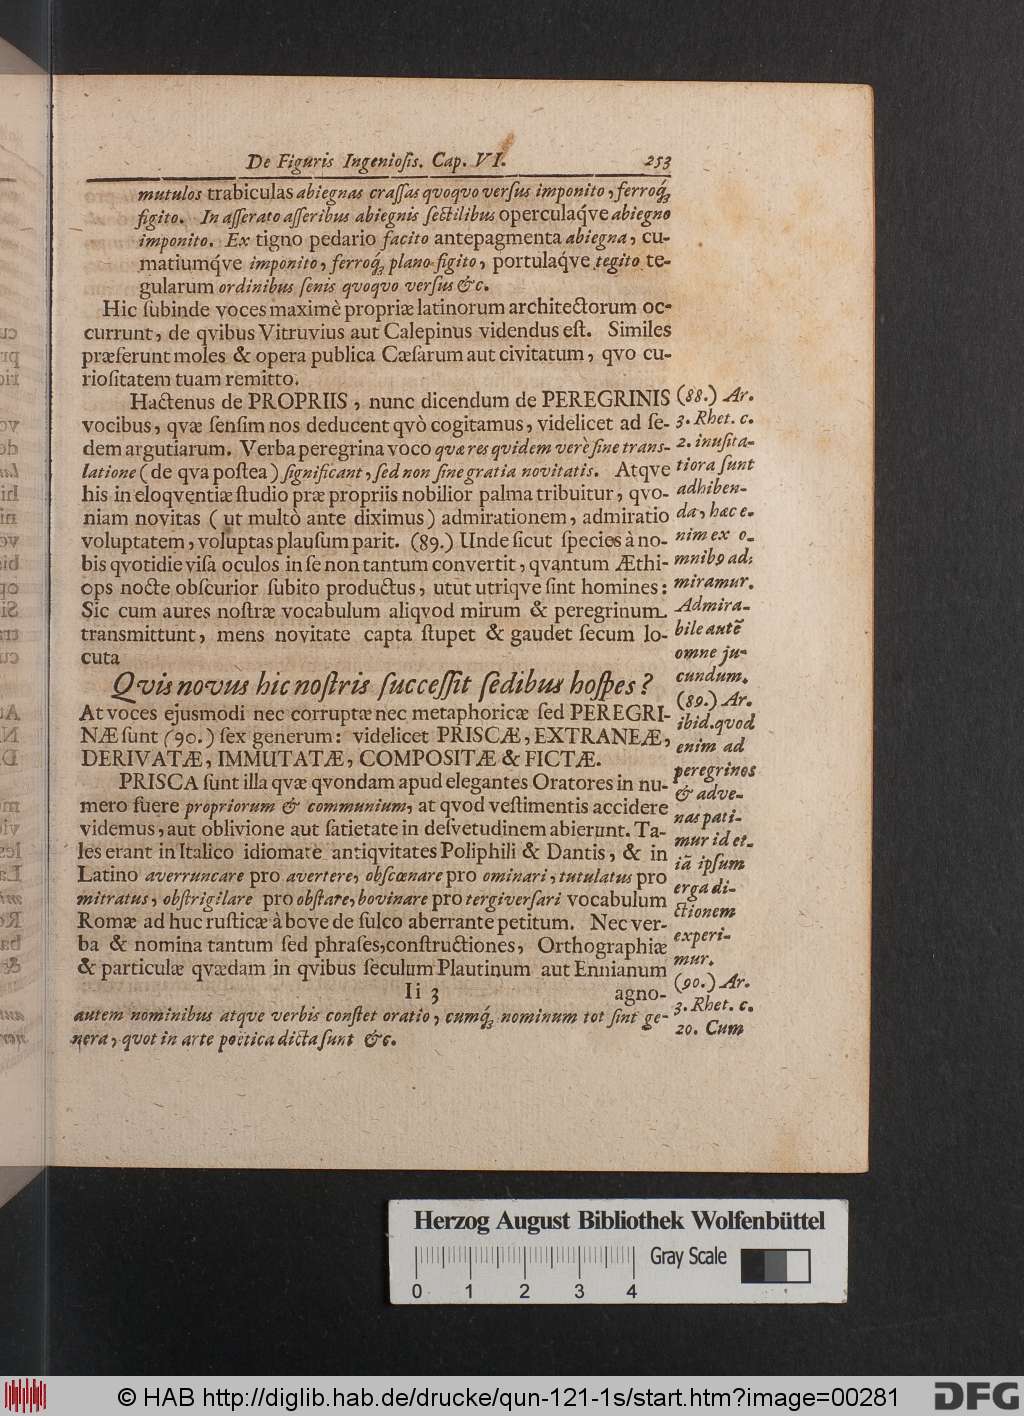 De Figuris Ingeniosis. Cap. VI. 253
mutulos trabiculas abiegnas crassas quoquo versus imponito, ferroq́ꝫ
figito. In asserato asseribus abiegnis sectilibus operculaq́ve abiegno
imponito. Ex tigno pedario facito antepagmenta abiegna, cu-
matiumq́ve imponito, ferroq́ꝫ plano figito, portulaq́ve tegito te-
gularum ordinibus senis quoquo versus &c.
Hic subinde voces maximè propriæ latinorum architectorum oc-
currunt, de qvibus Vitruvius aut Calepinus videndus est. Similes
præferunt moles & opera publica Cæsarum aut civitatum, qvo cu-
riositatem tuam remitto.
Hactenus de PROPRIIS, nunc dicendum de PEREGRINIS
vocibus, qvæ sensim nos deducent qvò cogitamus, videlicet ad se-
dem argutiarum. Verba peregrina voco quæ res quidem verè sine trans-
latione (de qva postea) significant, sed non sine gratia novitatis. Atqve
his in eloqventiæ studio præ propriis nobilior palma tribuitur, qvo-
niam novitas (ut multò ante diximus) admirationem, admiratio
voluptatem, voluptas plausum parit. (89.) Unde sicut species à no-
bis qvotidie visa oculos in se non tantum convertit, qvantum Æthi-
ops nocte obscurior subito productus, utut utriqve sint homines:
Sic cum aures nostræ vocabulum aliqvod mirum & peregrinum
transmittunt, mens novitate capta stupet & gaudet secum lo-
cuta
Qvis novus hic nostris successit sedibus hospes?
At voces ejusmodi nec corruptæ nec metaphoricæ sed PEREGRI-
NÆ sunt (90.) sex generum: videlicet PRISCÆ, EXTRANEÆ,
DERIVATÆ, IMMUTATÆ, COMPOSITÆ & FICTÆ.
PRISCA sunt illa qvæ qvondam apud elegantes Oratores in nu-
mero fuere propriorum & communium, at qvod vestimentis accidere
videmus, aut oblivione aut satietate in desvetudinem abierunt. Ta-
les erant in Italico idiomate antiqvitates Poliphili & Dantis, & in
Latino averruncare pro avertere, obscœnare pro ominari, tutulatus pro
mitratus, obstrigilare pro obstare, bovinare pro tergiversari vocabulum
Romæ ad huc rusticæ à bove de sulco aberrante petitum. Nec ver-
ba & nomina tantum sed phrases, constructiones, Orthographiæ
& particulæ qvædam in qvibus seculum Plautinum aut Ennianum
Ii 3 agno-
(88.) Ar.
3. Rhet. c.
2. inusita-
tiora sunt
adhiben-
da, hæc e-
nim ex o-
mnibꝰ ad-
miramur.
Admira-
bile autẽ
omne ju-
cundum.
(89.) Ar.
ibid. quod
enim ad
peregrinos
& adve-
nas pati-
mur id et-
iã ipsum
erga di-
ctionem
experi-
mur.
(90.) Ar.
3. Rhet. c.
20. Cum
autem nominibus atqve verbis constet oratio, cumq́ꝫ nominum tot sint ge-
nera, quot in arte poëtica dicta sunt &c.
Herzog August Bibliothek Wolfenbüttel
Gray Scale
0 1 2 3 4
© HAB http://diglib.hab.de/drucke/qun-121-1s/start.htm?image=00281
DFG